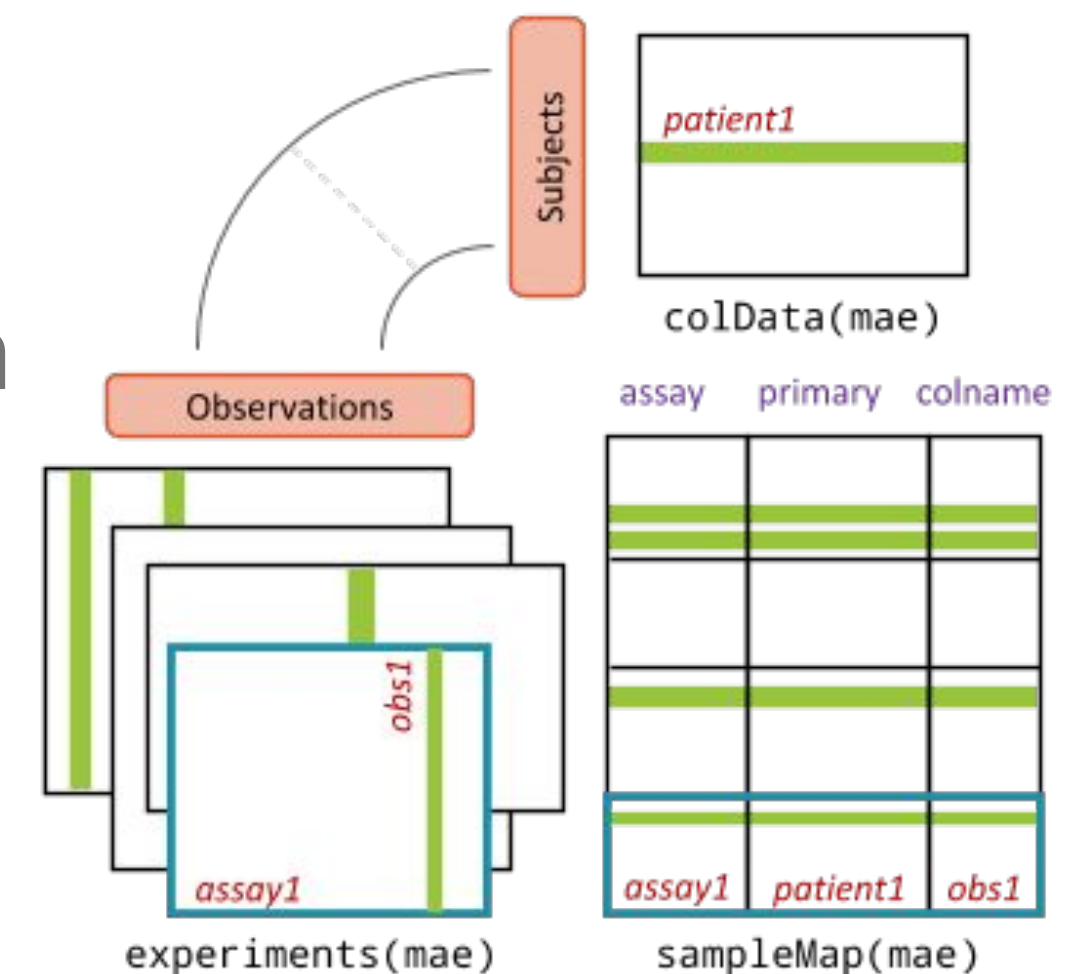 Subjects
patient1
colData(mae)
Observations
assay primary colname
obs1
assay1
experiments(mae)
assay1 patient1 obs1
sampleMap(mae)